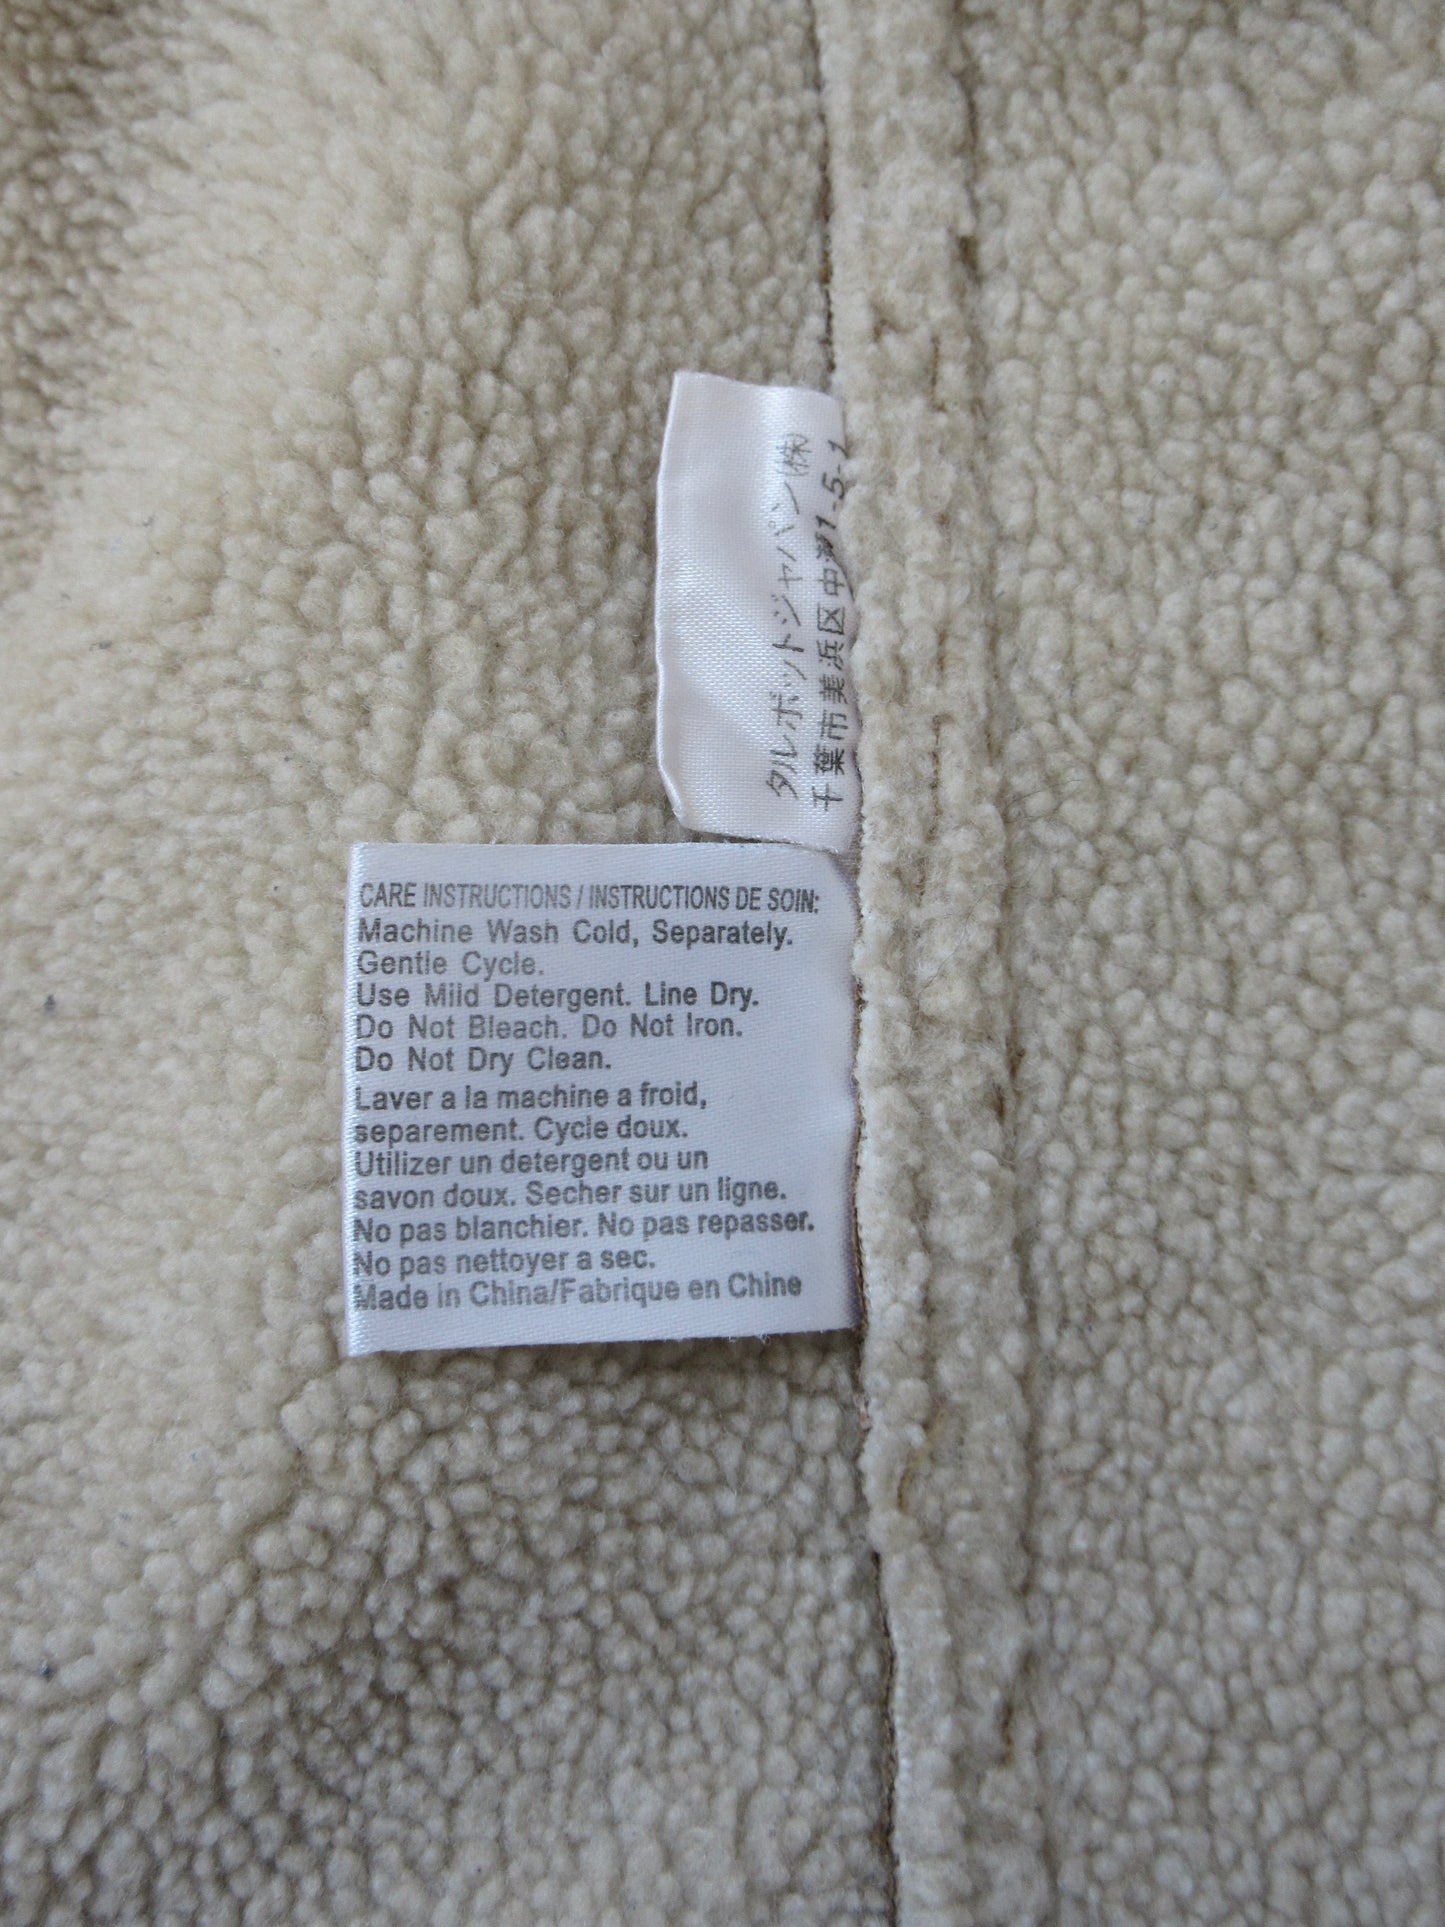 タルボットジャパン㈱
千葉市美浜区中瀬1-5-1
CARE INSTRUCTIONS / INSTRUCTIONS DE SOIN:
Machine Wash Cold, Separately.
Gentle Cycle.
Use Mild Detergent. Line Dry.
Do Not Bleach. Do Not Iron.
Do Not Dry Clean.
Laver a la machine a froid,
separement. Cycle doux.
Utilizer un detergent ou un
savon doux. Secher sur un ligne.
No pas blanchier. No pas repasser.
No pas nettoyer a sec.
Made in China/Fabrique en Chine